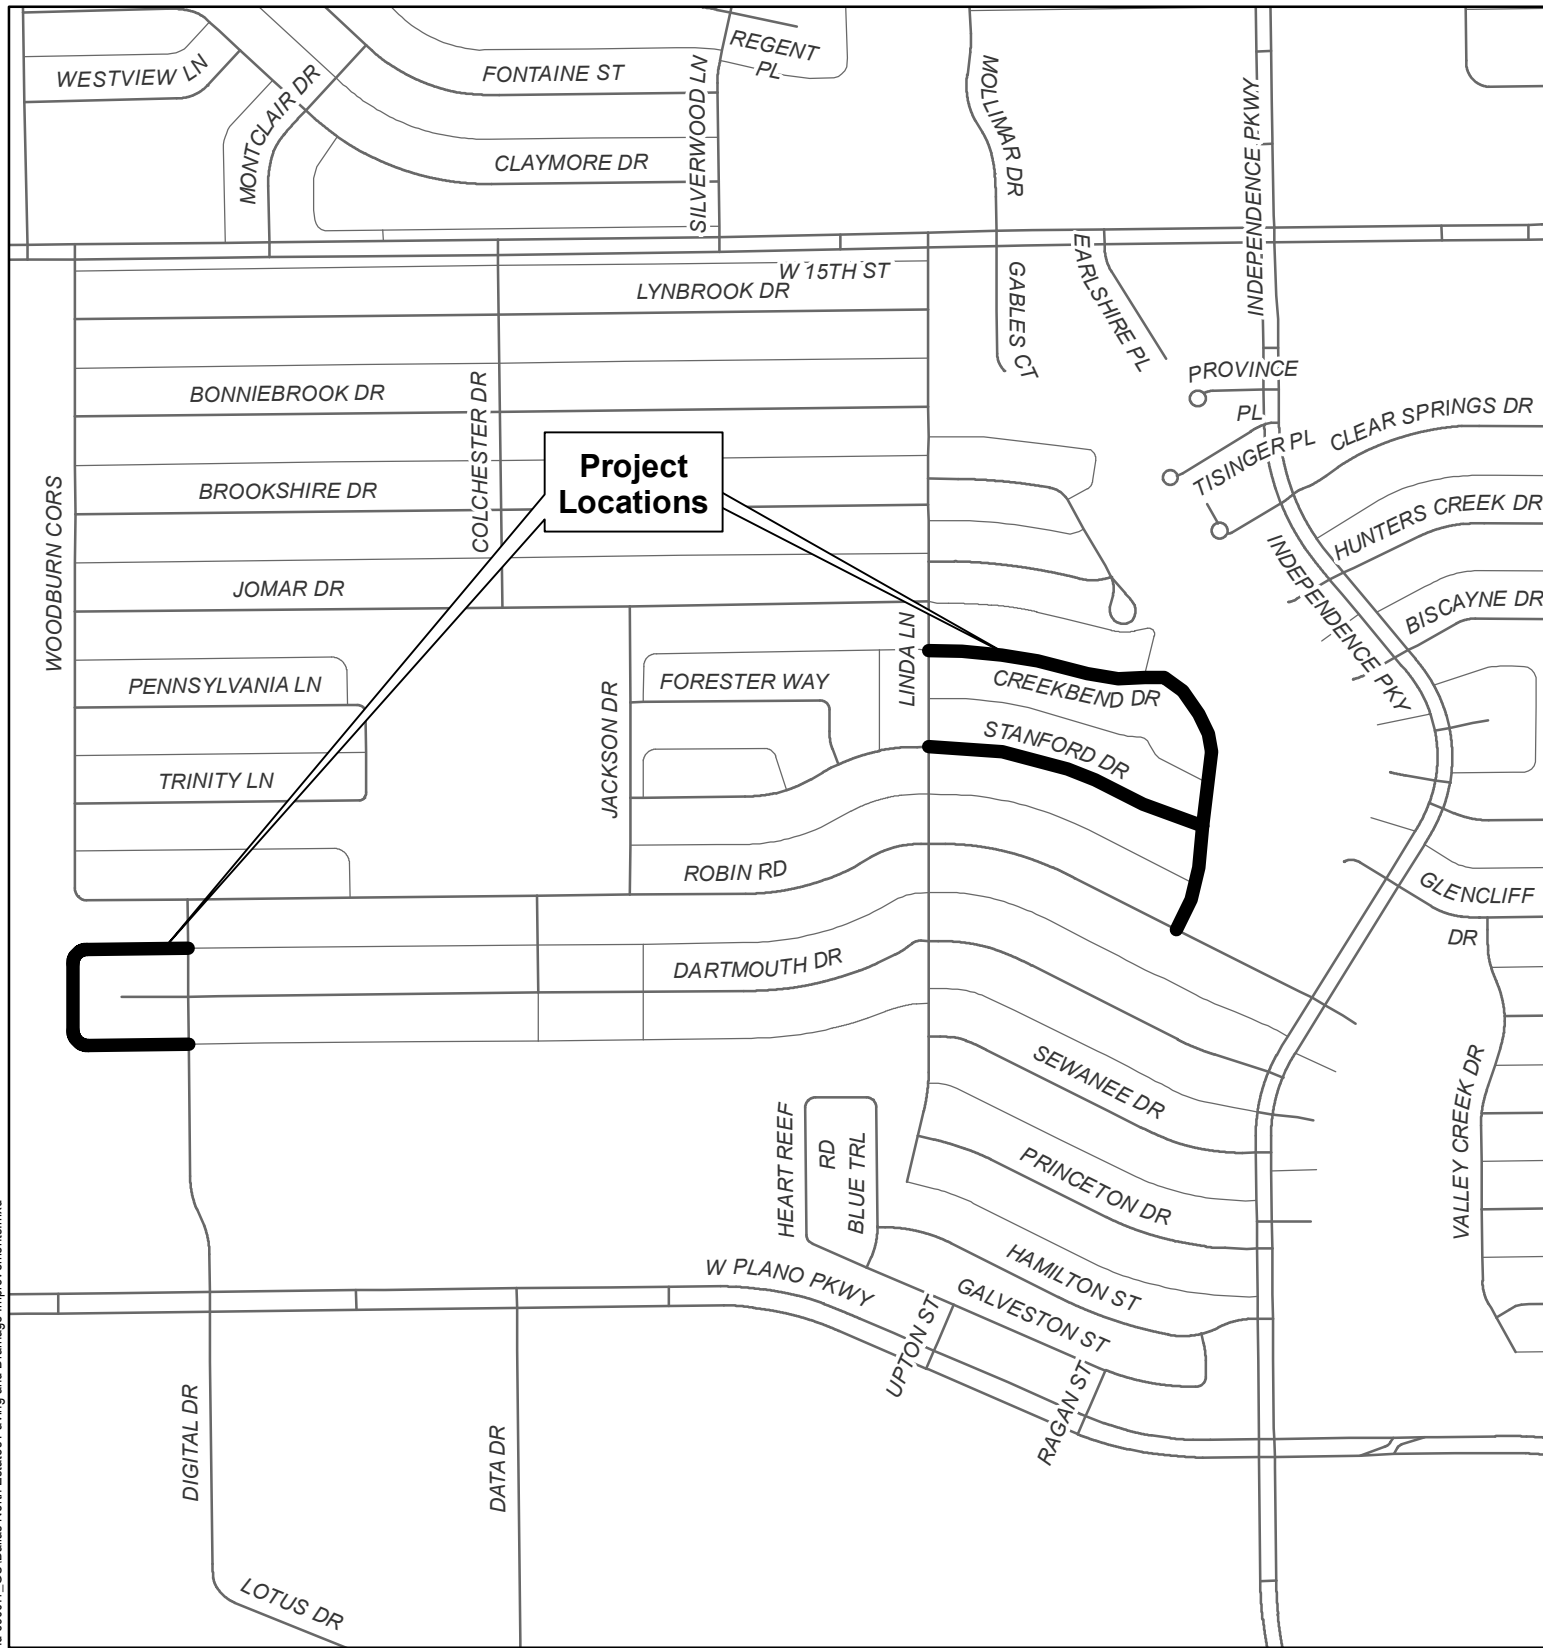 WESTVIEW LN
MONTCLAIR DR
FONTAINE ST
CLAYMORE DR
SILVERWOOD LN
REGENT
PL
MOLLIMAR DR
INDEPENDENCE PKWY
W 15TH ST
LYNBROOK DR
GABLES CT
EARLSHIRE PL
BONNIEBROOK DR
COLCHESTER DR
PROVINCE
PL
TISINGER PL
CLEAR SPRINGS DR
Project
Locations
BROOKSHIRE DR
HUNTERS CREEK DR
WOODBURN CORS
JOMAR DR
INDEPENDENCE PKY
BISCAYNE DR
LINDA LN
PENNSYLVANIA LN
JACKSON DR
FORESTER WAY
CREEKBEND DR
STANFORD DR
TRINITY LN
ROBIN RD
GLENCLIFF
DR
DARTMOUTH DR
SEWANEE DR
VALLEY CREEK DR
HEART REEF
RD
BLUE TRL
PRINCETON DR
HAMILTON ST
W PLANO PKWY
GALVESTON ST
UPTON ST
RAGAN ST
DIGITAL DR
DATA DR
LOTUS DR